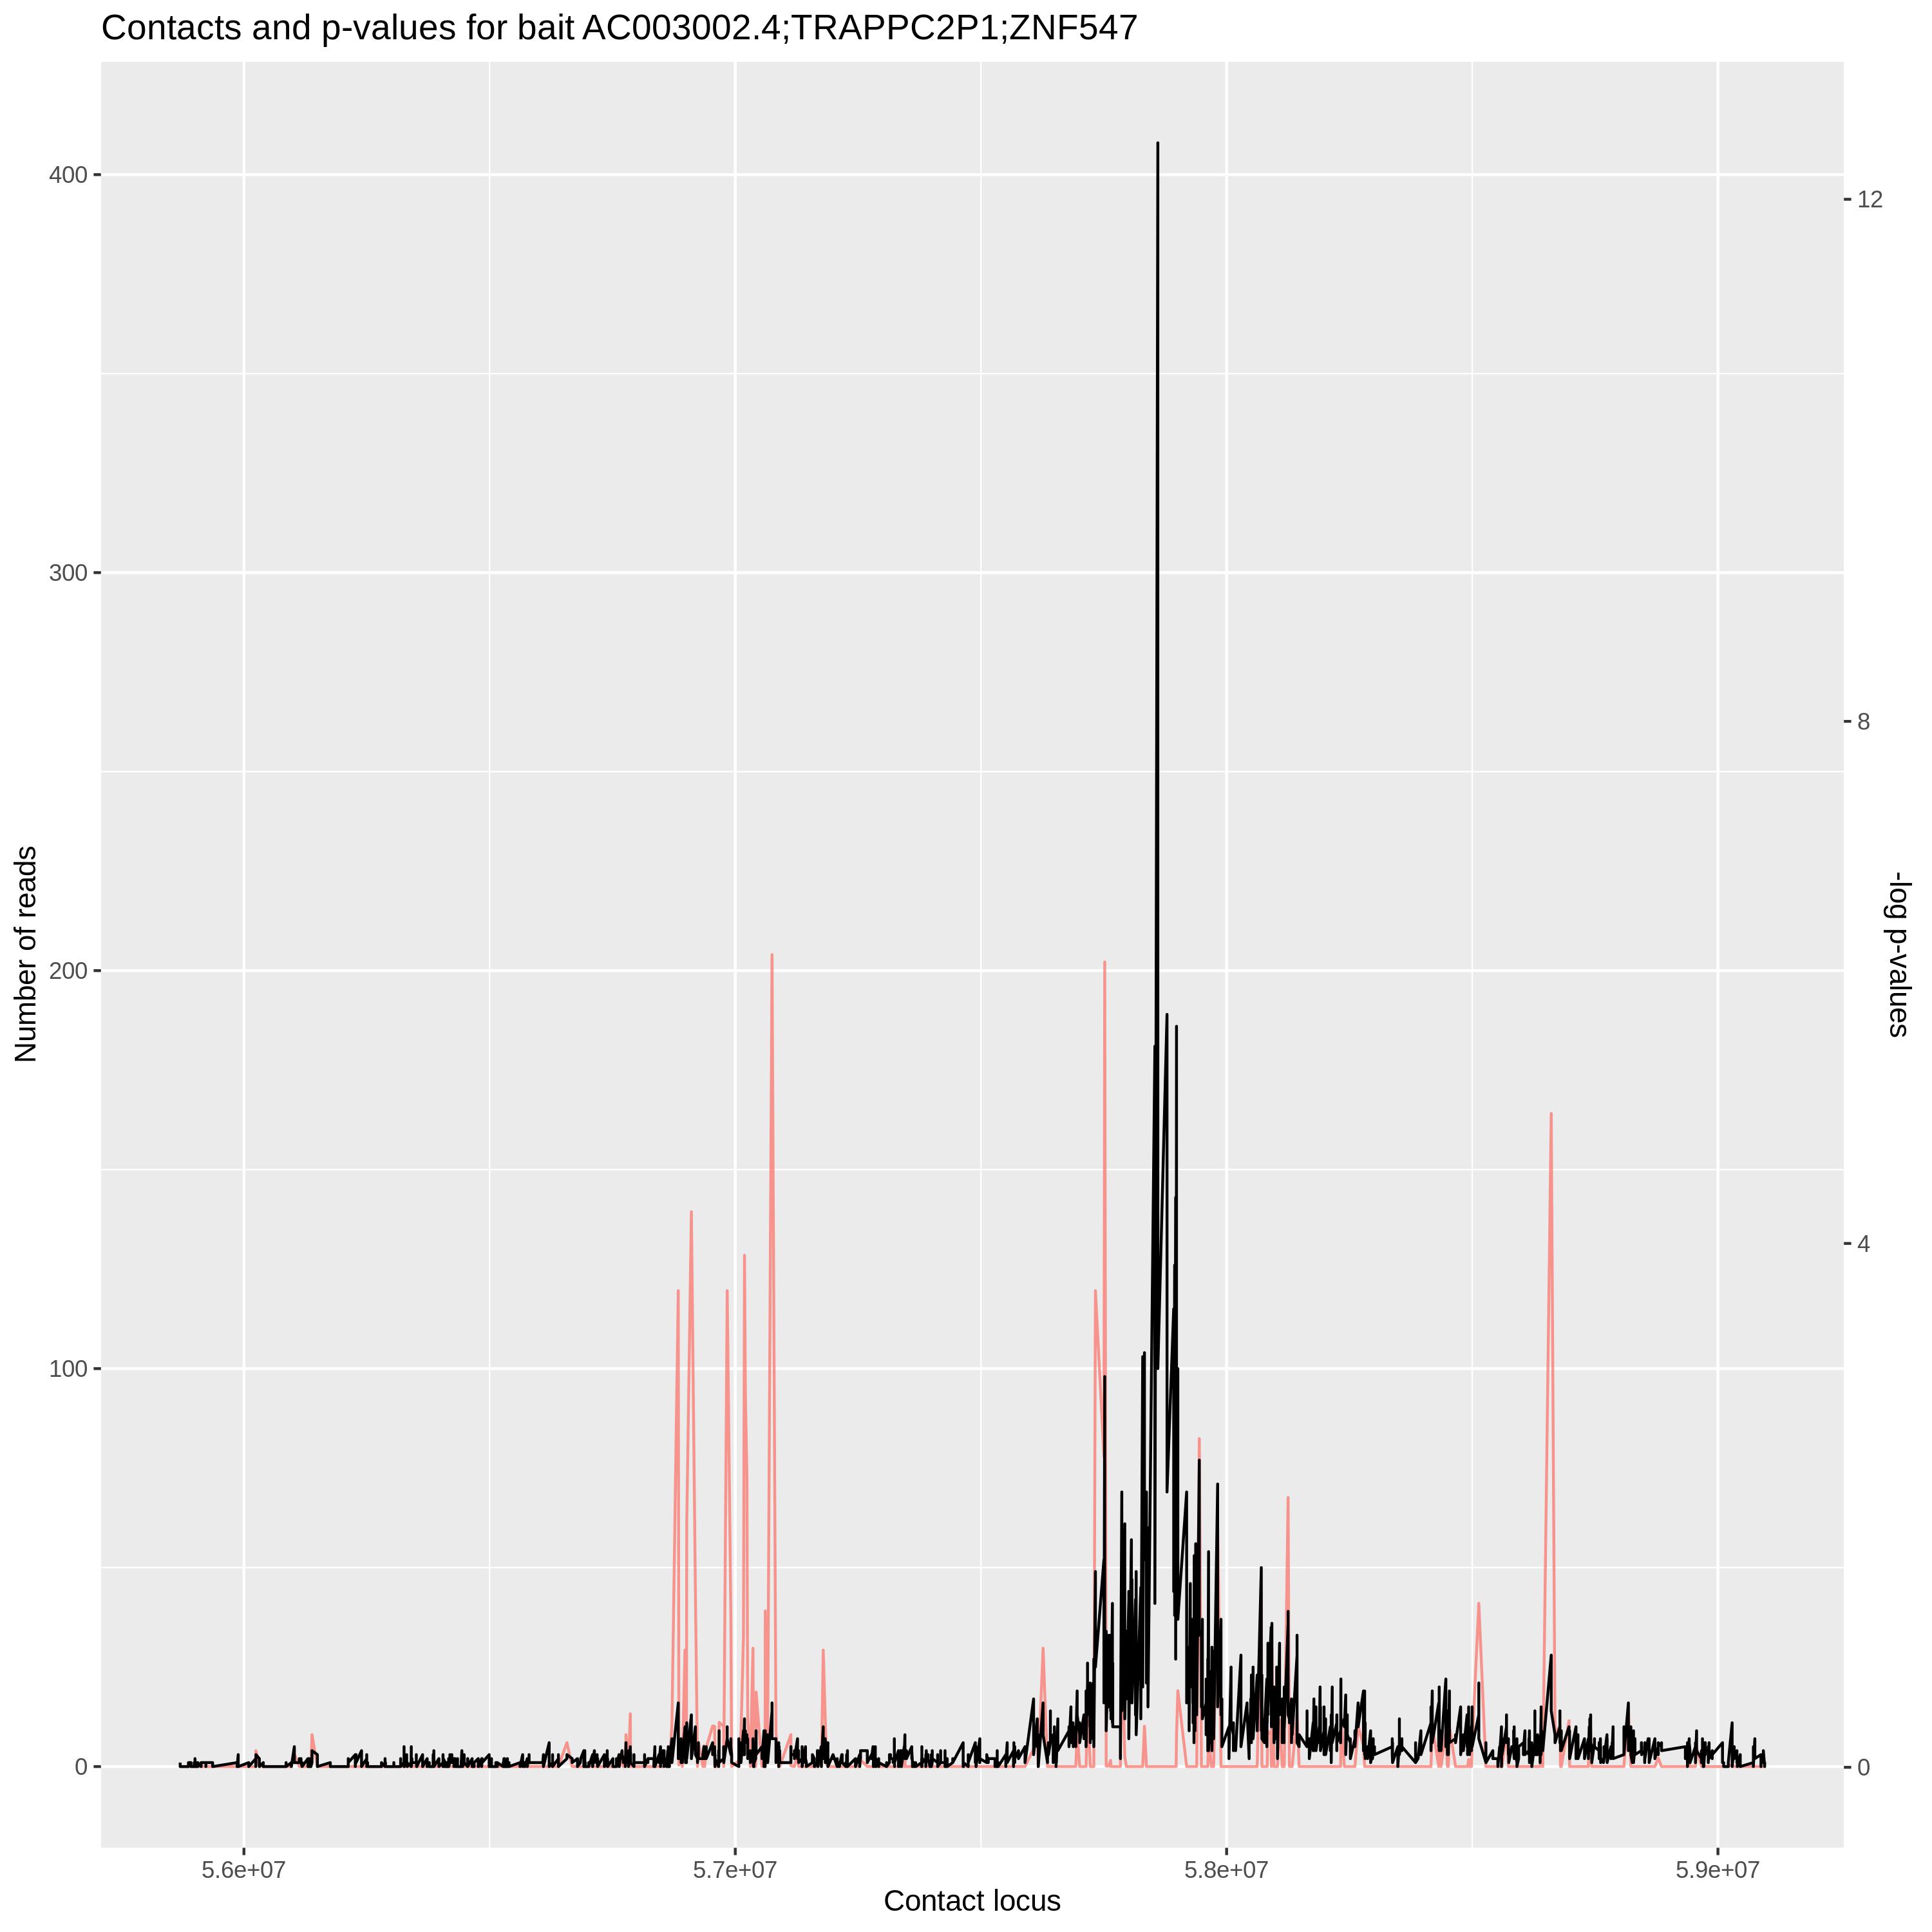 Contacts and p-values for bait AC003002.4;TRAPPC2P1;ZNF547
400
300
200
100
0
Number of reads
12
8
4
0
-log p-values
5.6e+07
5.7e+07
5.8e+07
5.9e+07
Contact locus